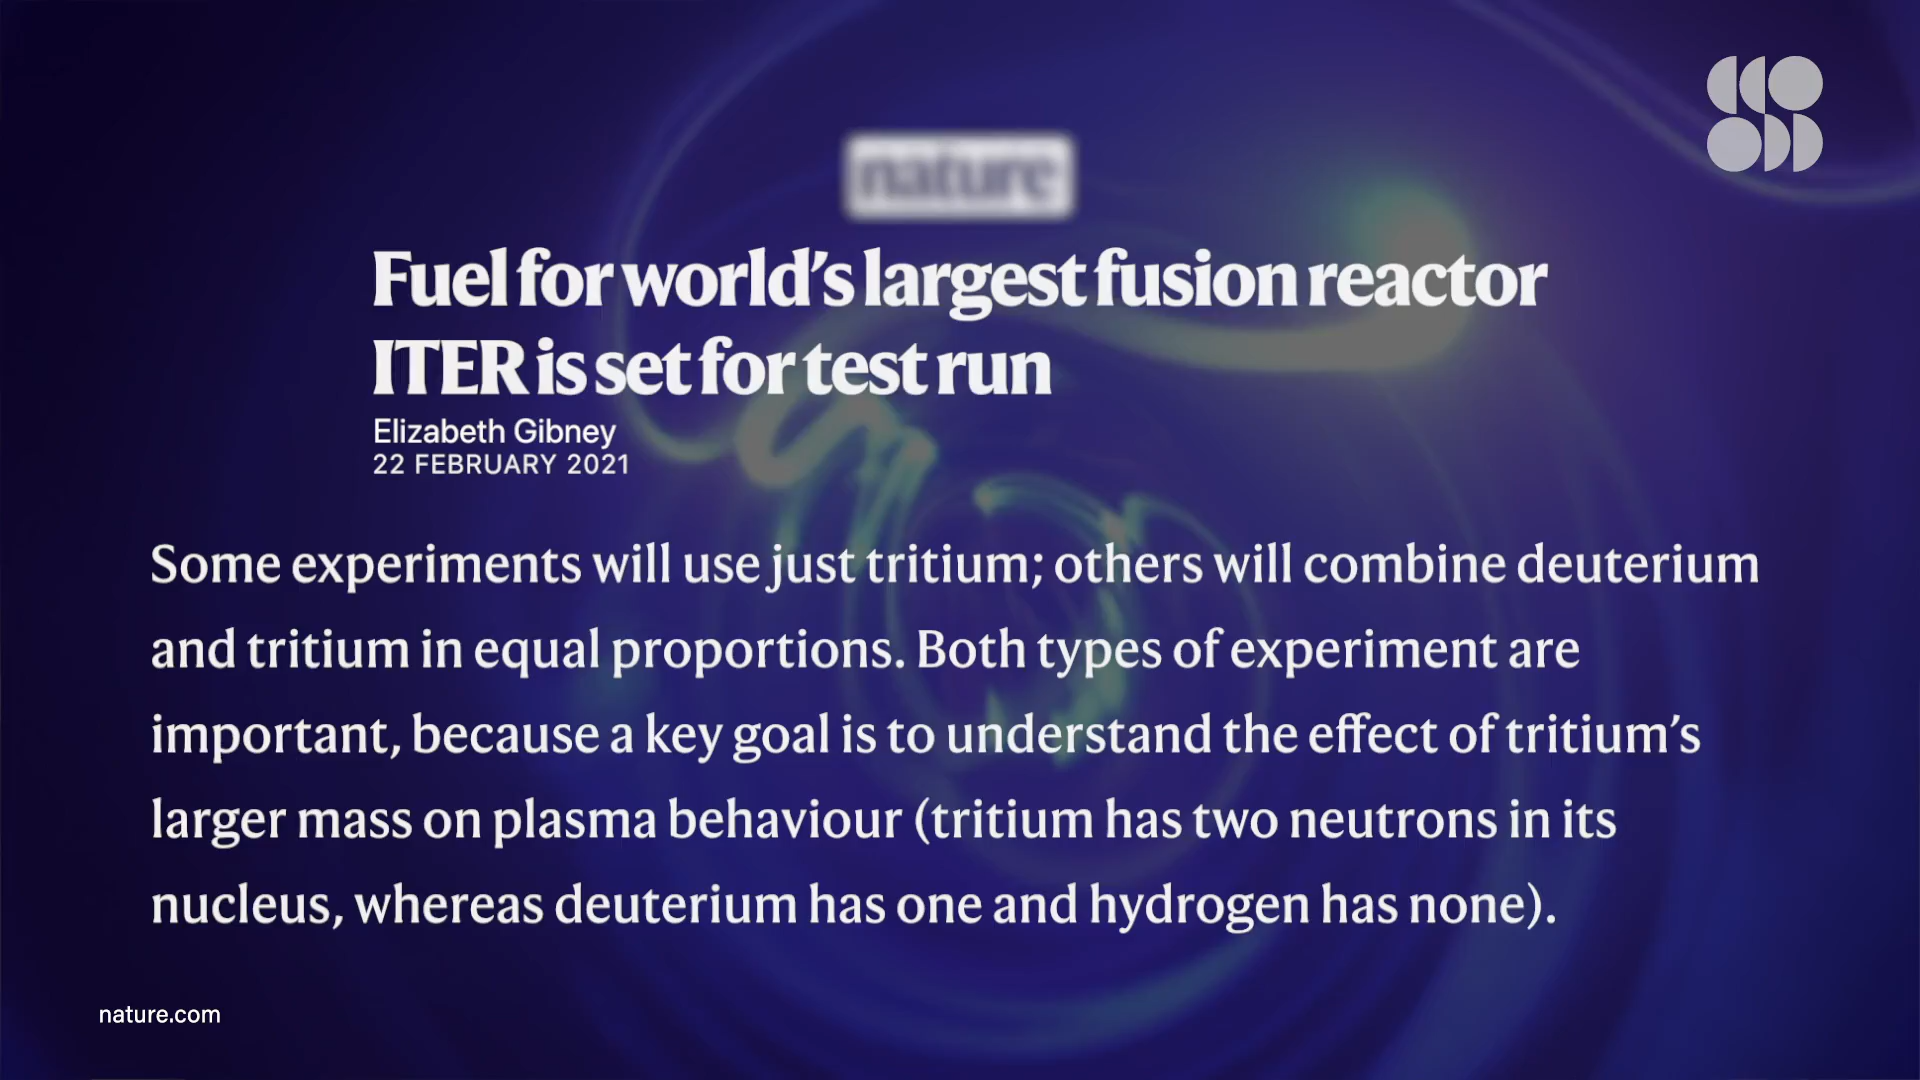 nature
Fuel for world’s largest fusion reactor
ITER is set for test run
Elizabeth Gibney
22 FEBRUARY 2021
Some experiments will use just tritium; others will combine deuterium
and tritium in equal proportions. Both types of experiment are
important, because a key goal is to understand the effect of tritium’s
larger mass on plasma behaviour (tritium has two neutrons in its
nucleus, whereas deuterium has one and hydrogen has none).
nature.com